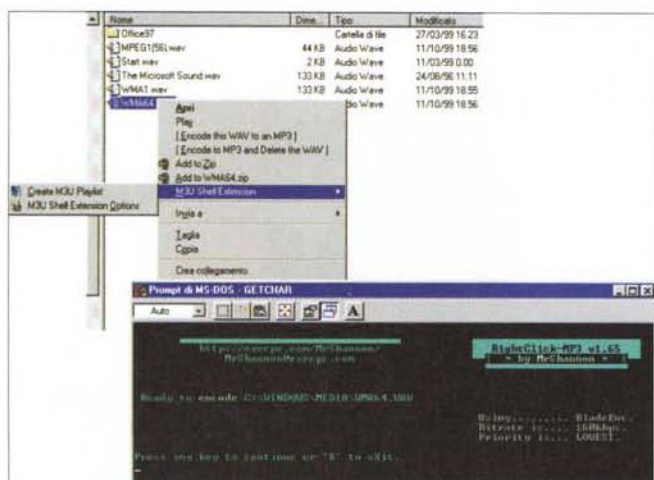 Nome Dime... Tipo Modificato
Office97 Cartella di file 27/03/99 16.23
MPEG1(56).wav 44 KB Audio Wave 11/10/99 18.56
Start.wav 2 KB Audio Wave 11/03/99 0.00
The Microsoft Sound.wav 133 KB Audio Wave 24/08/96 11.11
WMA1.wav 133 KB Audio Wave 11/10/99 18.55
WMA64 Audio Wave 11/10/99 18.56
Apri
Play
[ Encode this WAV to an MP3 ]
[ Encode to MP3 and Delete the WAV ]
Add to Zip
Add to WMA64.zip
M3U Shell Extension
Create M3U Playlist
M3U Shell Extension Options
Invia a
Taglia
Copia
Crea collegamento
Prompt di MS-DOS - GETCHAR
Auto
A
RightClick-MP3 v1.65
~ by MrShannon ~
Ready to encode C:\WINDOWS\MEDIA\WMA64.WAV
Using......... BladeEnc.
Bitrate is.... 160kbps.
Priority is... LOWEST.
Press any key to continue or 'X' to exit.